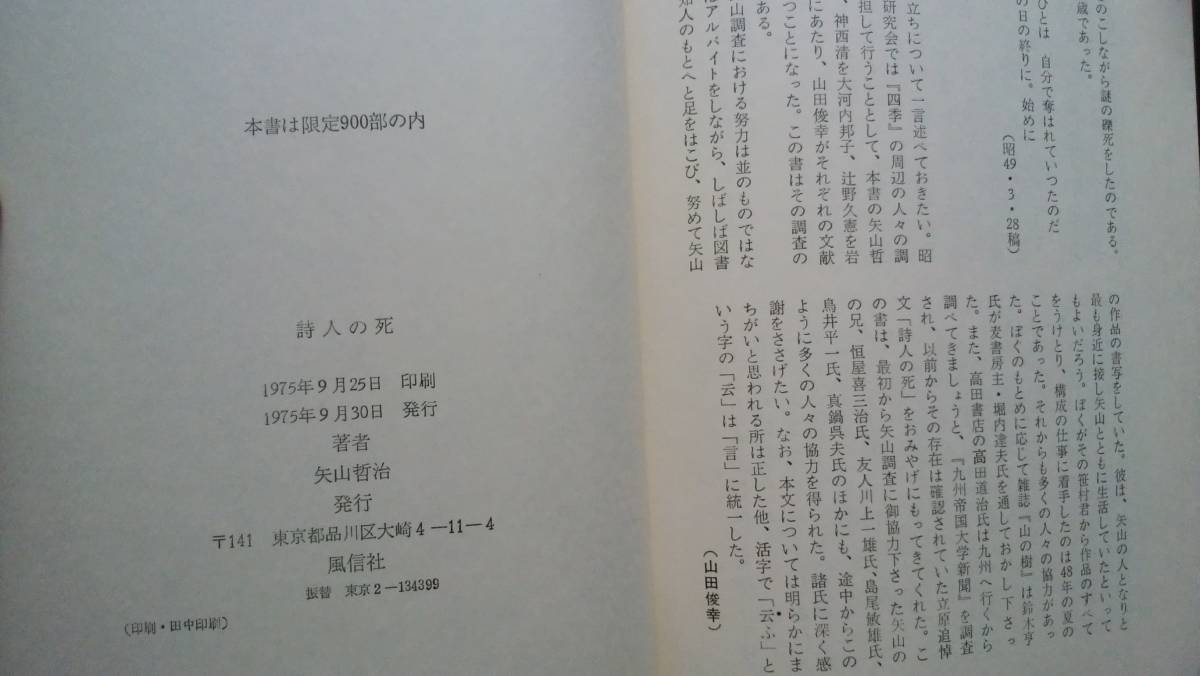 のこしながら謎の轢死をしたのである。
歳であった。
ひとは　自分で奪はれていつたのだ
の日の終りに。始めに
（昭49・3・28稿）
立ちについて一言述べておきたい。昭
研究会では『四季』の周辺の人々の調
担して行うこととして、本書の矢山哲
、神西清を大河内邦子、辻野久憲を岩
にあたり、山田俊幸がそれぞれの文献
つことになった。この書はその調査の
ある。
山調査における努力は並のものではな
はアルバイトをしながら、しばしば図書
知人のもとへと足をはこび、努めて矢山
の作品の書写をしていた。彼は、矢山の人となりと
最も身近に接し矢山とともに生活していたといって
もよいだろう。ぼくがその笹村君から作品のすべて
をうけとり、構成の仕事に着手したのは48年の夏の
ことであった。それからも多くの人々の協力があっ
た。ぼくのもとめに応じて雑誌『山の樹』は鈴木亨
氏が麦書房主・堀内達夫氏を通しておかし下さっ
た。また、高田書店の高田道治氏は九州へ行くから
調べてきましょうと、『九州帝国大学新聞』を調査
され、以前からその存在は確認されていた立原追悼
文「詩人の死」をおみやげにもってきてくれた。こ
の書は、最初から矢山調査に御協力下さった矢山の
の兄、恒屋喜三治氏、友人川上一雄氏、島尾敏雄氏、
鳥井平一氏、真鍋呉夫氏のほかにも、途中からこの
ように多くの人々の協力を得られた。諸氏に深く感
謝をささげたい。なお、本文については明らかにま
ちがいと思われる所は正した他、活字で「云ふ」と
いう字の「云」は「言」に統一した。
（山田俊幸）
本書は限定900部の内
詩人の死
1975年9月25日　印刷
1975年9月30日　発行
著者
矢山哲治
発行
〒141　東京都品川区大崎4－11－4
風信社
振替　東京2－134399
（印刷・田中印刷）